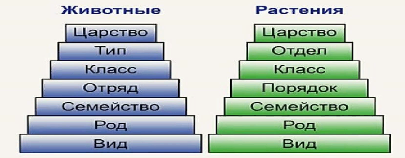 Животные
Царство
Тип
Класс
Отряд
Семейство
Род
Вид
Растения
Царство
Отдел
Класс
Порядок
Семейство
Род
Вид